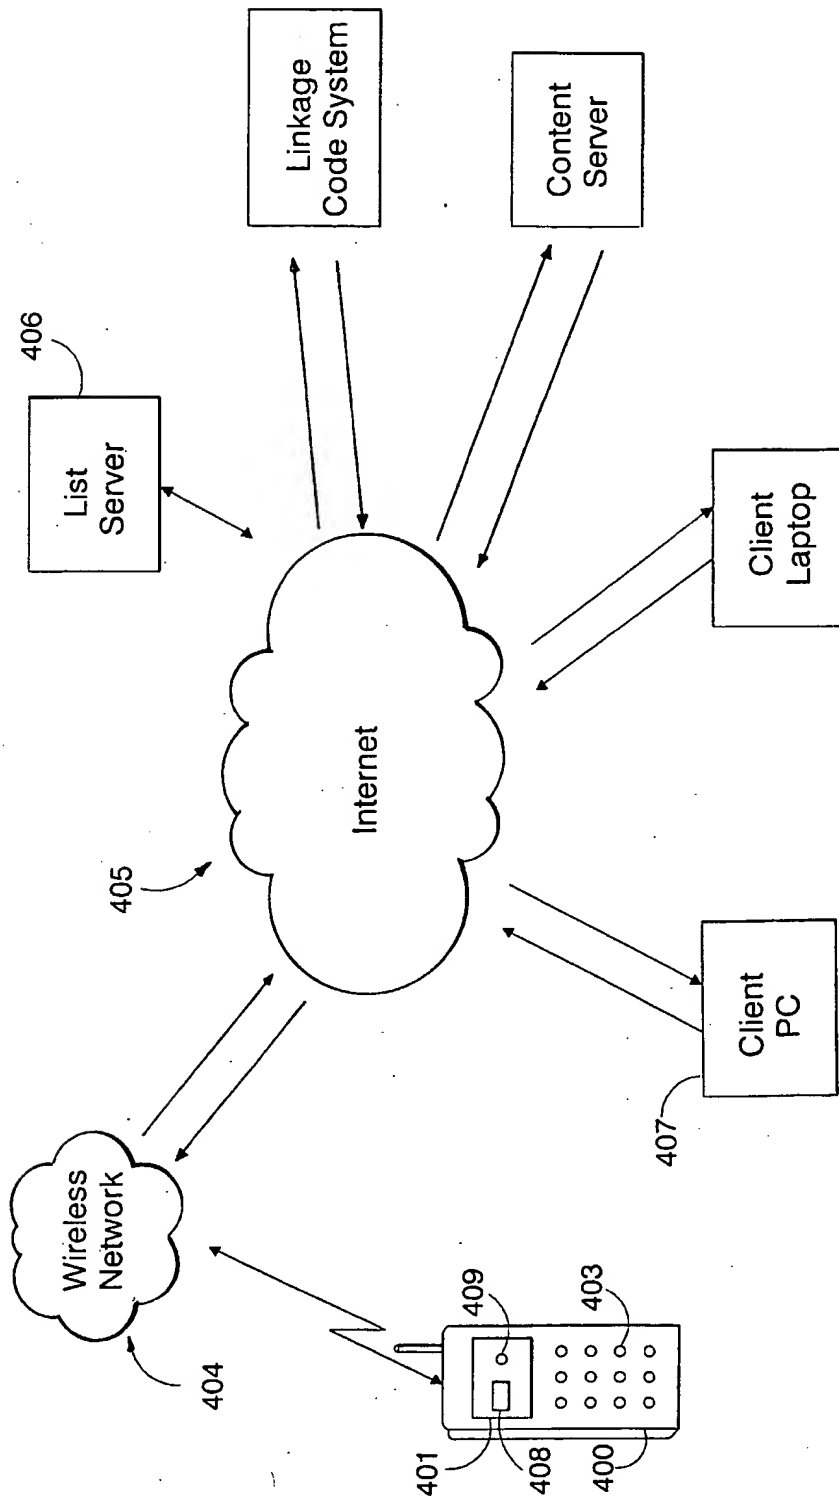 Wireless
Network
404
405
List
Server
406
Linkage
Code System
Internet
Content
Server
409
403
401
408
400
407
Client
PC
Client
Laptop